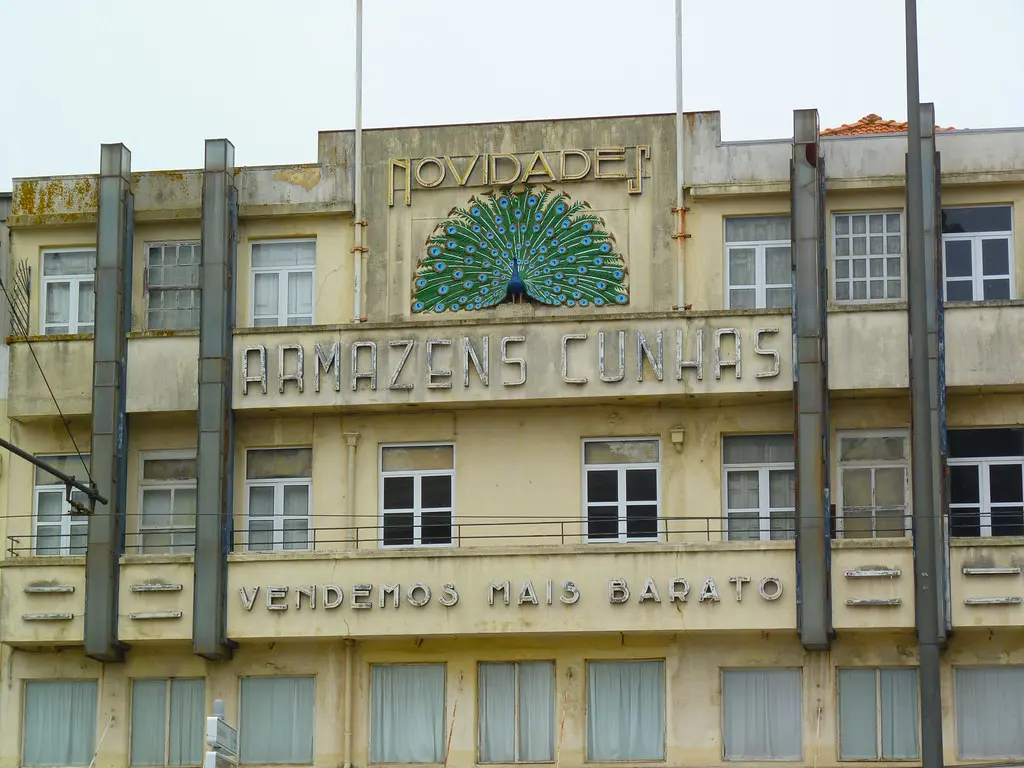 NOVIDADES
ARMAZENS CUNHAS
VENDEMOS MAIS BARATO